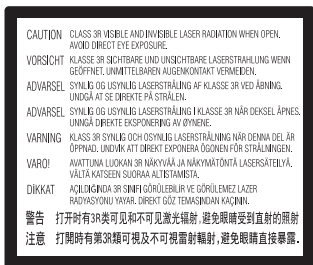 CAUTION CLASS 3R VISIBLE AND INVISIBLE LASER RADIATION WHEN OPEN.
AVOID DIRECT EYE EXPOSURE.
VORSICHT KLASSE 3R SICHTBARE UND UNSICHTBARE LASERSTRAHLUNG WENN
GEÖFFNET. UNMITTELBAREN AUGENKONTAKT VERMEIDEN.
ADVARSEL SYNLIG OG USYNLIG LASERSTRÅLING AF KLASSE 3R VED ÅBNING.
UNDGÅ AT SE DIREKTE PÅ STRÅLEN.
ADVARSEL SYNLIG OG USYNLIG LASERSTRÅLING I KLASSE 3R NÅR DEKSEL ÅPNES.
UNNGÅ DIREKTE EKSPONERING AV ØYNENE.
VARNING KLASS 3R SYNLIG OCH OSYNLIG LASERSTRÅLNING NÄR DENNA DEL ÄR
ÖPPNAD. UNDVIK ATT DIREKT EXPONERA ÖGONEN FÖR STRÅLNINGEN.
VARO! AVATTUNA LUOKAN 3R NÄKYVÄÄ JA NÄKYMÄTÖNTÄ LASERSÄTEILYÄ.
VÄLTÄ KATSEEN SUORAA ALTISTAMISTA.
DİKKAT AÇILDIĞINDA 3R SINIFI GÖRÜLEBİLİR VE GÖRÜLEMEZ LAZER
RADYASYONU YAYAR. DİREKT GÖZ TEMASINDAN KAÇININ.
警告 打开时有3R类可见和不可见激光辐射,避免眼睛受到直射的照射
注意 打開時有第3R類可視及不可視雷射輻射,避免眼睛直接暴露.